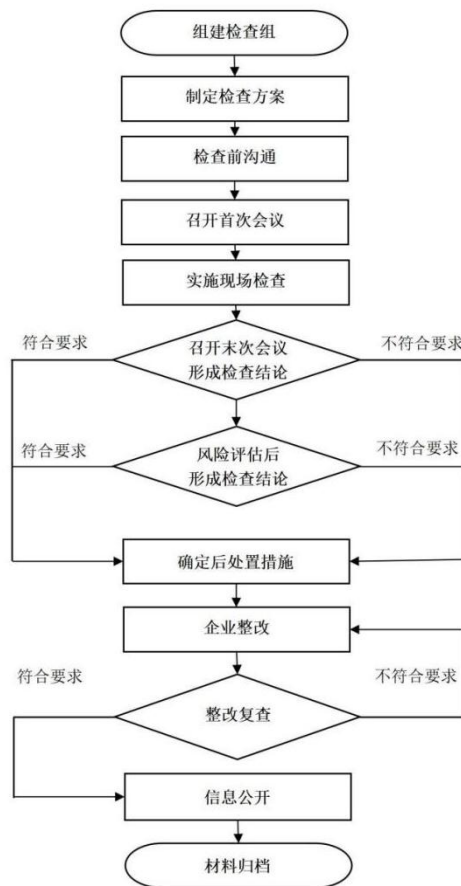 组建检查组
制定检查方案
检查前沟通
召开首次会议
实施现场检查
符合要求
召开末次会议
形成检查结论
不符合要求
符合要求
风险评估后
形成检查结论
不符合要求
确定后处置措施
企业整改
符合要求
整改复查
不符合要求
信息公开
材料归档